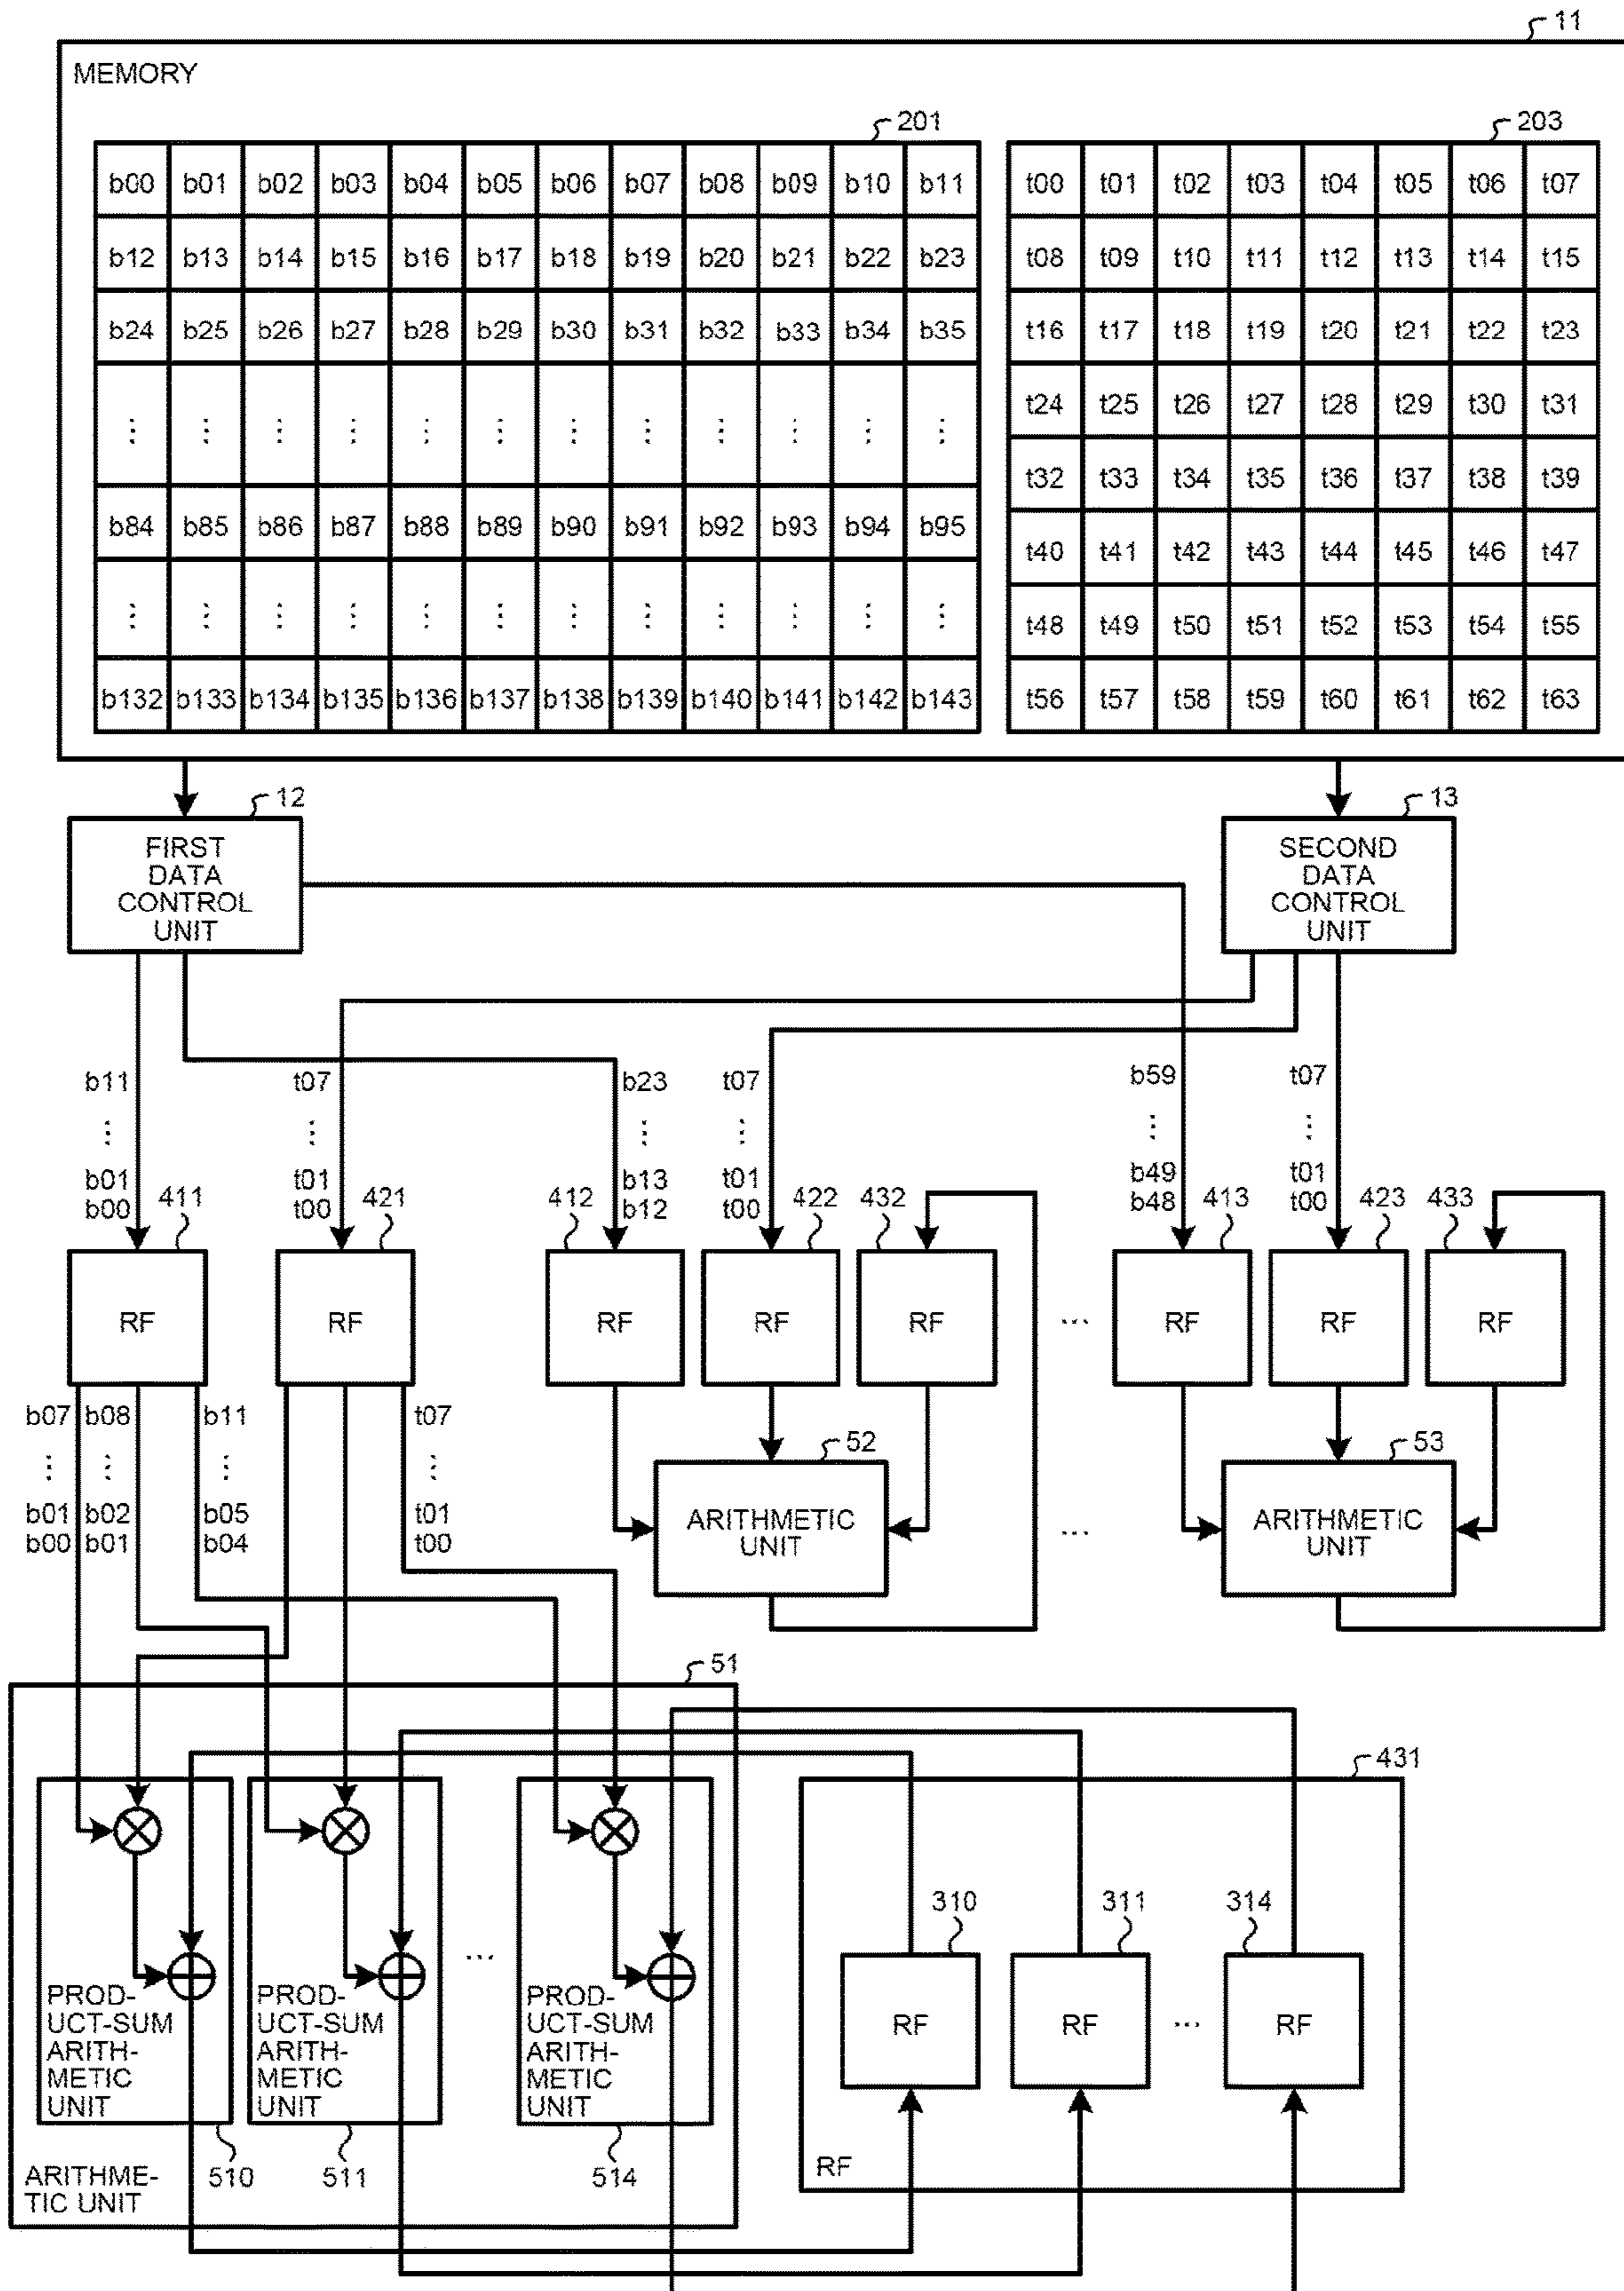 11
MEMORY
201
203
b00 b01 b02 b03 b04 b05 b06 b07 b08 b09 b10 b11
t00 t01 t02 t03 t04 t05 t06 t07
b12 b13 b14 b15 b16 b17 b18 b19 b20 b21 b22 b23
t08 t09 t10 t11 t12 t13 t14 t15
b24 b25 b26 b27 b28 b29 b30 b31 b32 b33 b34 b35
t16 t17 t18 t19 t20 t21 t22 t23
⋮ ⋮ ⋮ ⋮ ⋮ ⋮ ⋮ ⋮ ⋮ ⋮ ⋮ ⋮
t24 t25 t26 t27 t28 t29 t30 t31
t32 t33 t34 t35 t36 t37 t38 t39
b84 b85 b86 b87 b88 b89 b90 b91 b92 b93 b94 b95
t40 t41 t42 t43 t44 t45 t46 t47
⋮ ⋮ ⋮ ⋮ ⋮ ⋮ ⋮ ⋮ ⋮ ⋮ ⋮ ⋮
t48 t49 t50 t51 t52 t53 t54 t55
b132 b133 b134 b135 b136 b137 b138 b139 b140 b141 b142 b143
t56 t57 t58 t59 t60 t61 t62 t63
12
FIRST
DATA
CONTROL
UNIT
13
SECOND
DATA
CONTROL
UNIT
b11
⋮
b01
b00
411
t07
⋮
t01
t00
421
b23
⋮
b13
b12
412
t07
⋮
t01
t00
422
432
b59
⋮
b49
b48
413
t07
⋮
t01
t00
423
433
RF
RF
RF
RF
RF
...
RF
RF
RF
b07
⋮
b01
b00
b08
⋮
b02
b01
b11
⋮
b05
b04
t07
⋮
t01
t00
52
ARITHMETIC
UNIT
...
53
ARITHMETIC
UNIT
51
431
310
311
314
...
PROD-
UCT-SUM
ARITH-
METIC
UNIT
PROD-
UCT-SUM
ARITH-
METIC
UNIT
PROD-
UCT-SUM
ARITH-
METIC
UNIT
RF
RF
...
RF
510
511
514
ARITHME-
TIC UNIT
RF